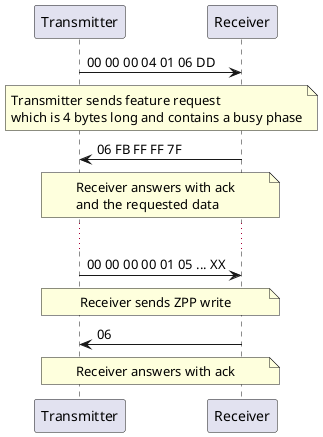 Transmitter Receiver
00 00 00 04 01 06 DD
Transmitter sends feature request
which is 4 bytes long and contains a busy phase
06 FB FF FF 7F
Receiver answers with ack
and the requested data
00 00 00 00 01 05 ... XX
Receiver sends ZPP write
06
Receiver answers with ack
Transmitter Receiver